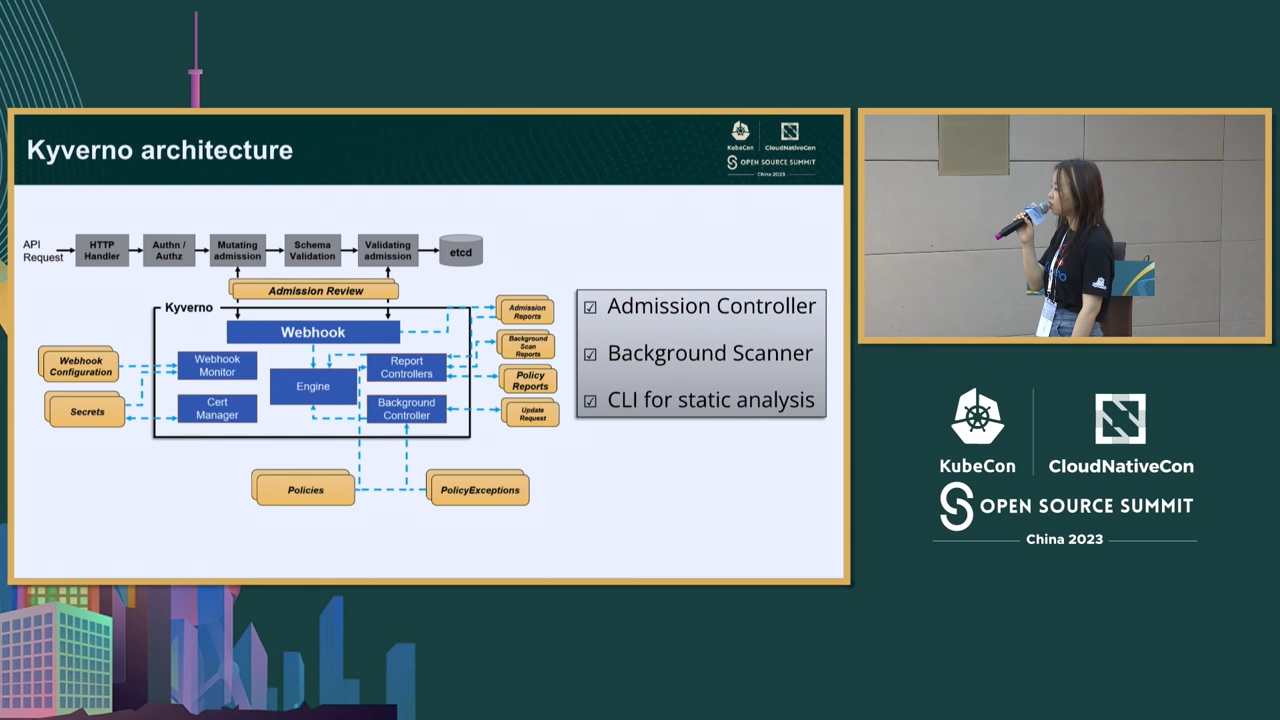 Kyverno architecture
KubeCon
CloudNativeCon
OPEN SOURCE SUMMIT
China 2023
API
Request
HTTP
Handler
Authn /
Authz
Mutating
admission
Schema
Validation
Validating
admission
etcd
Admission Review
Kyverno
Webhook
Webhook
Monitor
Cert
Manager
Engine
Report
Controllers
Background
Controller
Webhook
Configuration
Secrets
Admission
Reports
Background
Scan
Reports
Policy
Reports
Update
Request
Policies
PolicyExceptions
☑ Admission Controller
☑ Background Scanner
☑ CLI for static analysis
KubeCon
CloudNativeCon
OPEN SOURCE SUMMIT
China 2023